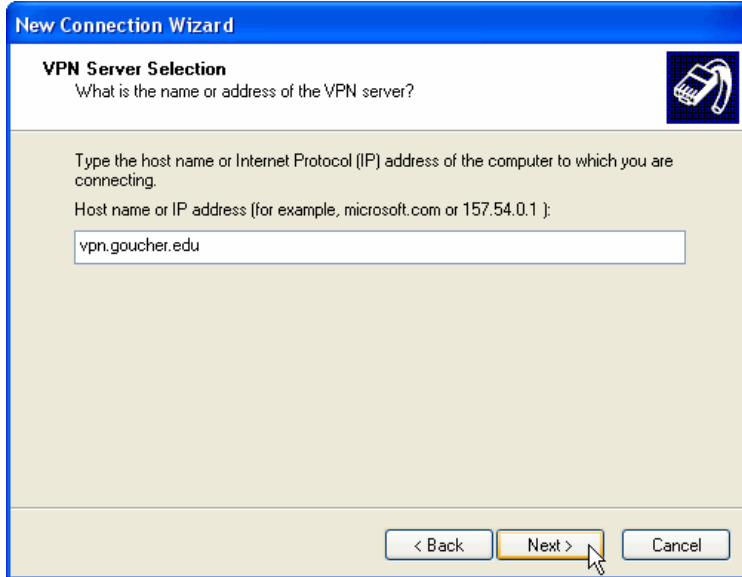 New Connection Wizard
VPN Server Selection
What is the name or address of the VPN server?
Type the host name or Internet Protocol (IP) address of the computer to which you are
connecting.
Host name or IP address (for example, microsoft.com or 157.54.0.1 ):
vpn.goucher.edu
< Back Next > Cancel